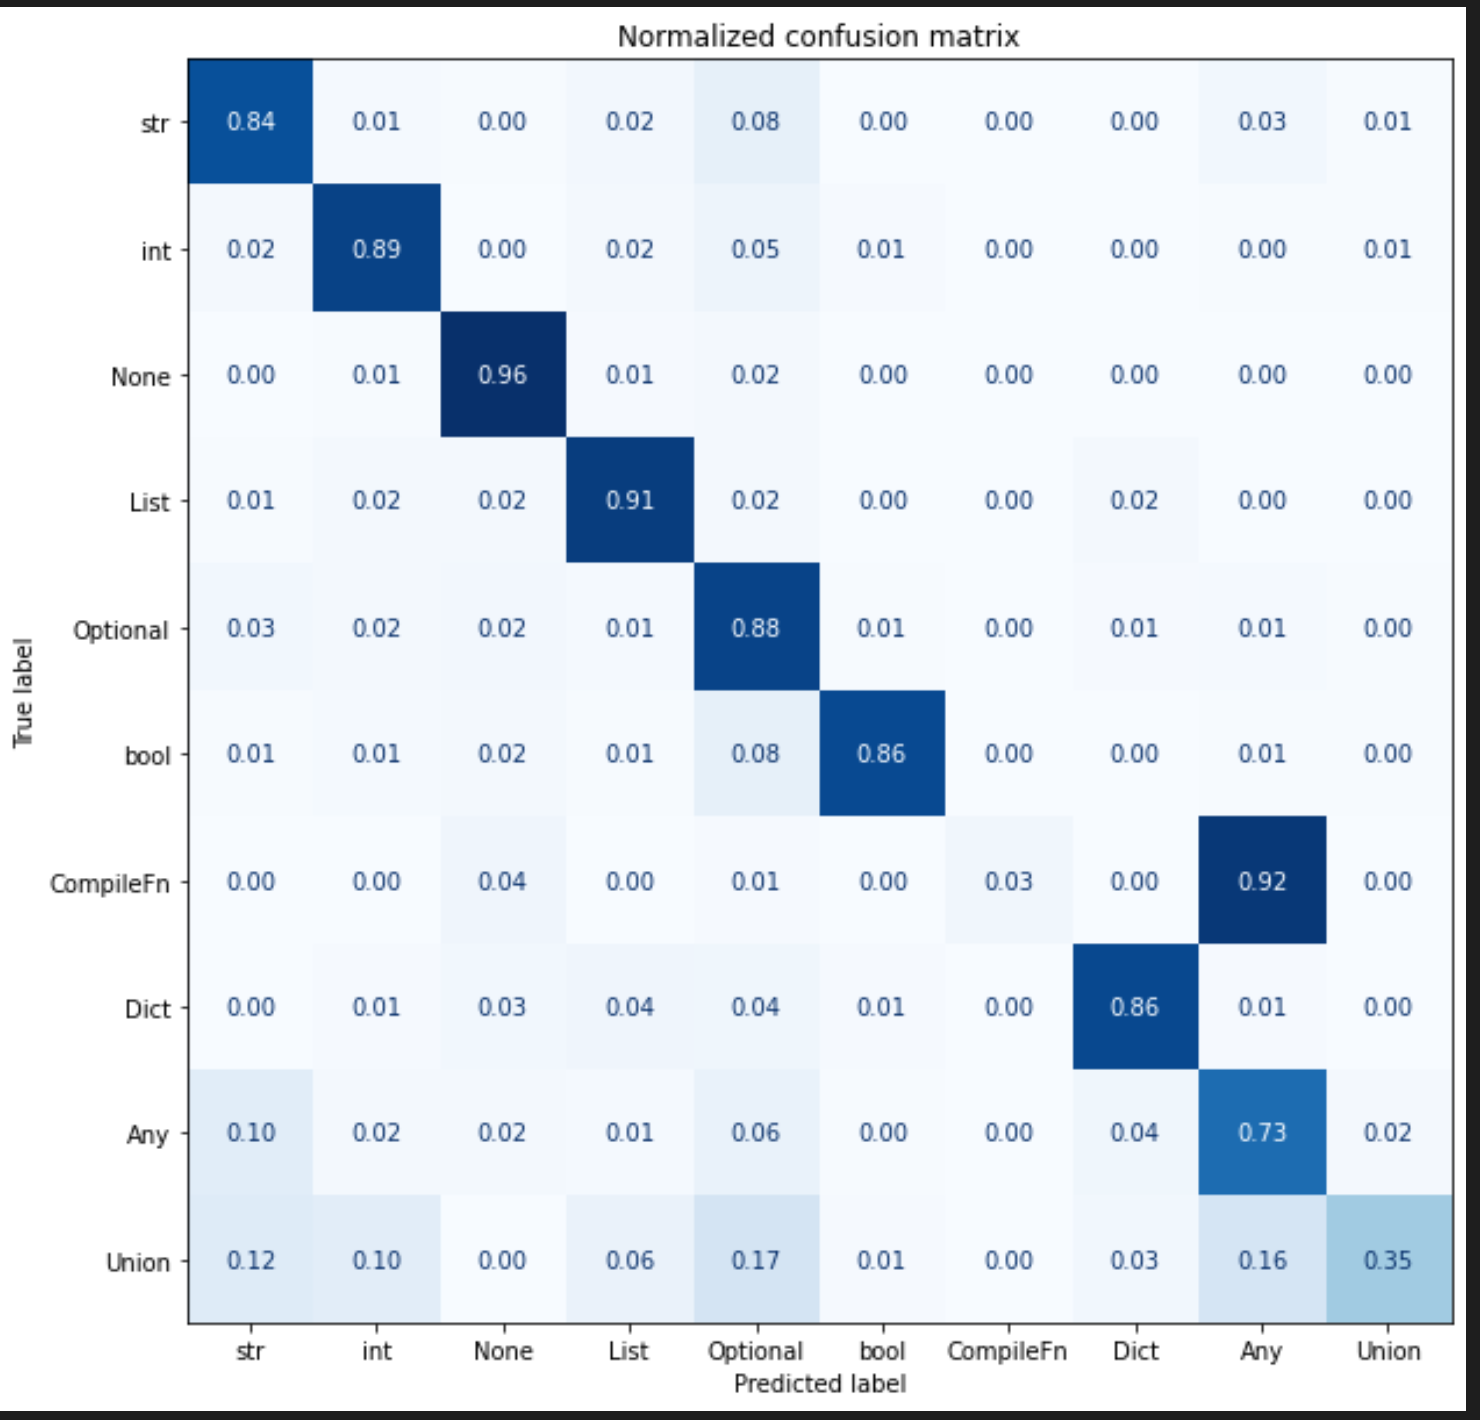 Normalized confusion matrix
str 0.84 0.01 0.00 0.02 0.08 0.00 0.00 0.00 0.03 0.01
int 0.02 0.89 0.00 0.02 0.05 0.01 0.00 0.00 0.00 0.01
None 0.00 0.01 0.96 0.01 0.02 0.00 0.00 0.00 0.00 0.00
List 0.01 0.02 0.02 0.91 0.02 0.00 0.00 0.02 0.00 0.00
Optional 0.03 0.02 0.02 0.01 0.88 0.01 0.00 0.01 0.01 0.00
True label
bool 0.01 0.01 0.02 0.01 0.08 0.86 0.00 0.00 0.01 0.00
CompileFn 0.00 0.00 0.04 0.00 0.01 0.00 0.03 0.00 0.92 0.00
Dict 0.00 0.01 0.03 0.04 0.04 0.01 0.00 0.86 0.01 0.00
Any 0.10 0.02 0.02 0.01 0.06 0.00 0.00 0.04 0.73 0.02
Union 0.12 0.10 0.00 0.06 0.17 0.01 0.00 0.03 0.16 0.35
str int None List Optional bool CompileFn Dict Any Union
Predicted label